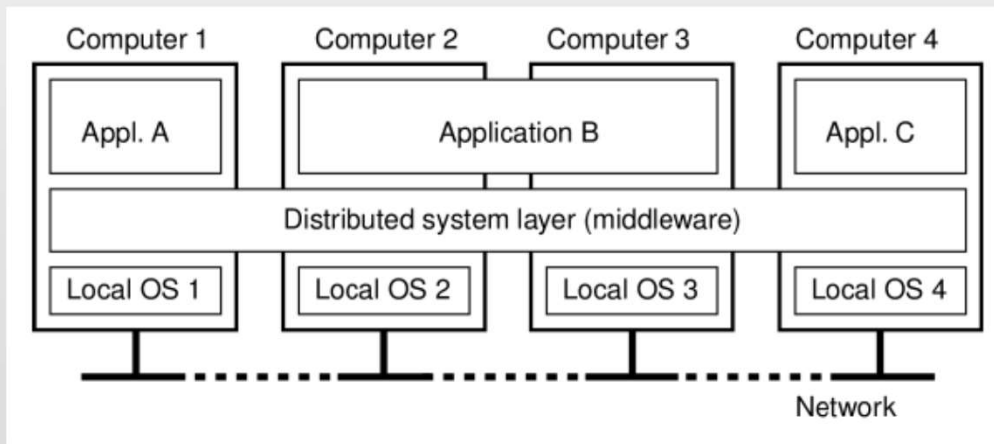 Computer 1 Computer 2 Computer 3 Computer 4
Appl. A Application B Appl. C
Distributed system layer (middleware)
Local OS 1 Local OS 2 Local OS 3 Local OS 4
Network